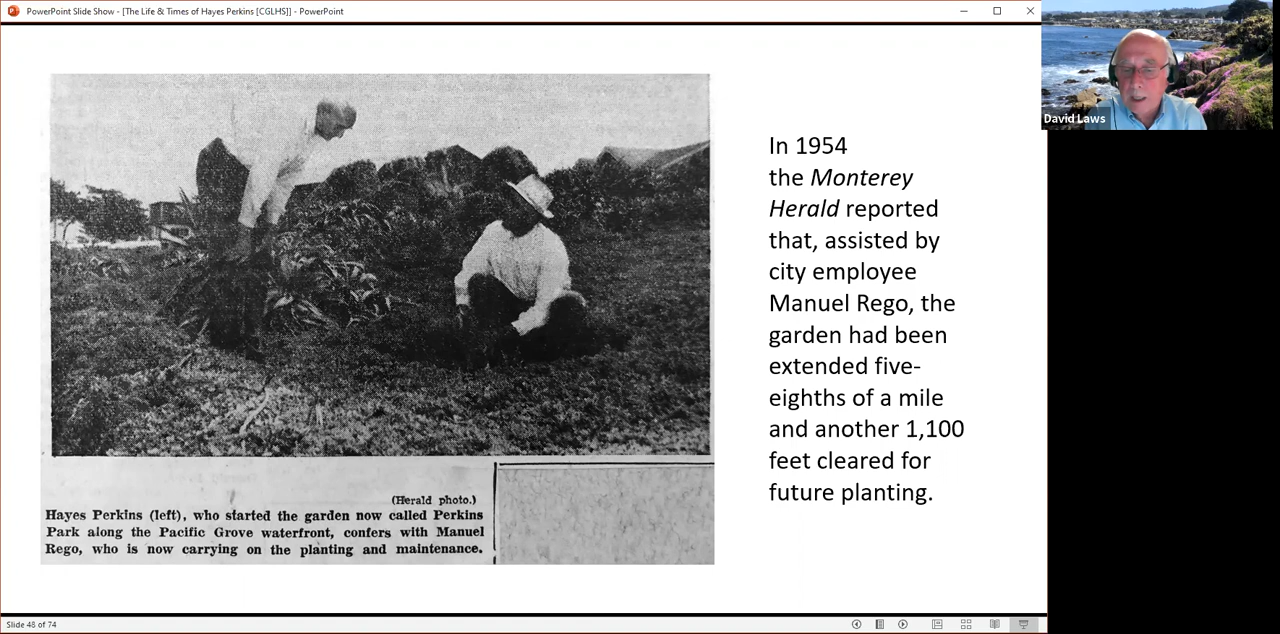 PowerPoint Slide Show - [The Life & Times of Hayes Perkins [CGLHS]] - PowerPoint
David Laws
In 1954
the Monterey
Herald reported
that, assisted by
city employee
Manuel Rego, the
garden had been
extended five-
eighths of a mile
and another 1,100
feet cleared for
future planting.
(Herald photo.)
Hayes Perkins (left), who started the garden now called Perkins
Park along the Pacific Grove waterfront, confers with Manuel
Rego, who is now carrying on the planting and maintenance.
Slide 48 of 74